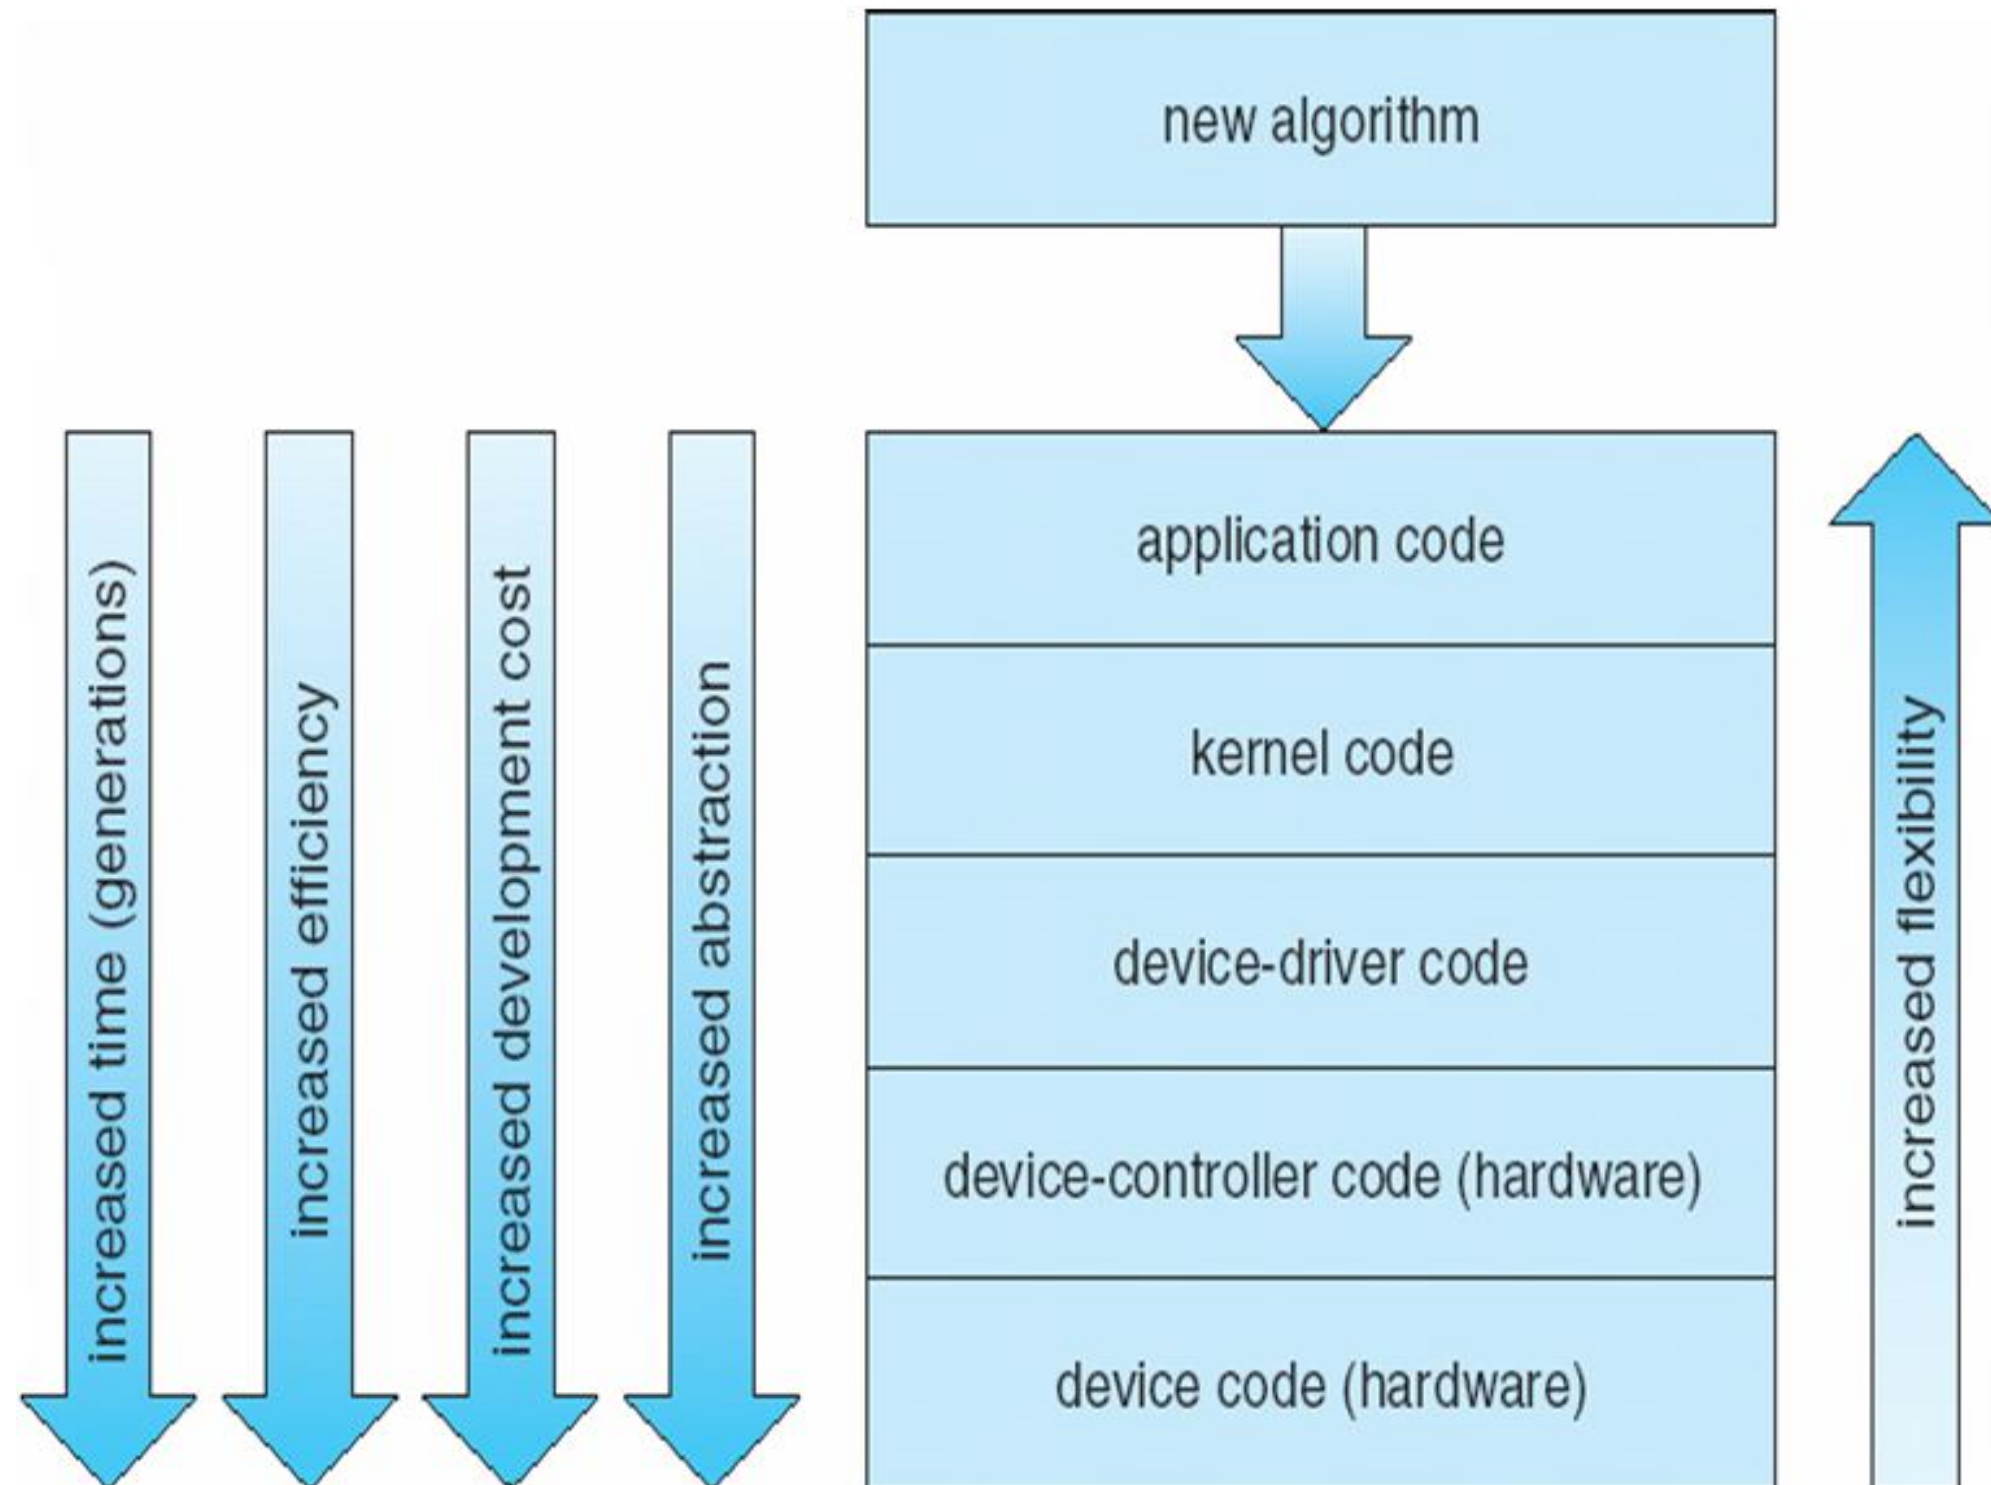 new algorithm
increased time (generations)
increased efficiency
increased development cost
increased abstraction
application code
kernel code
device-driver code
device-controller code (hardware)
device code (hardware)
increased flexibility